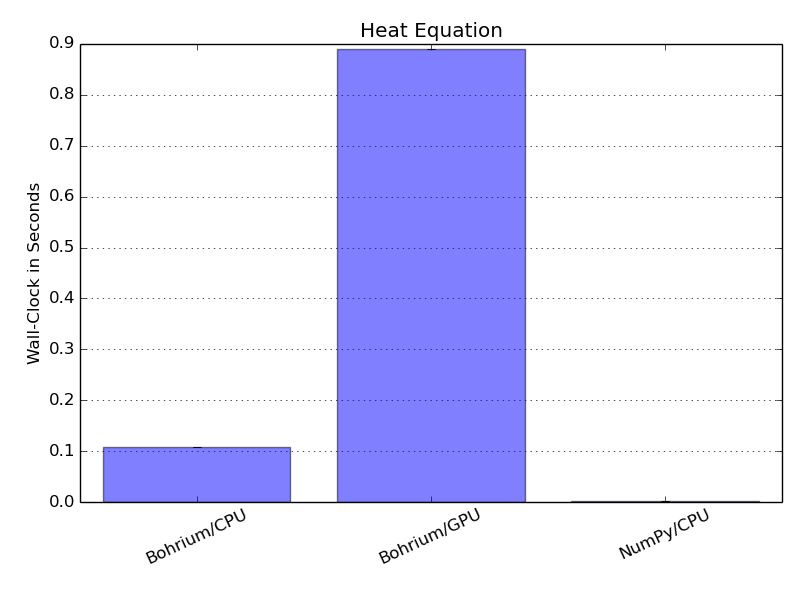 Heat Equation
Wall-Clock in Seconds
0.9
0.8
0.7
0.6
0.5
0.4
0.3
0.2
0.1
0.0
Bohrium/CPU
Bohrium/GPU
NumPy/CPU